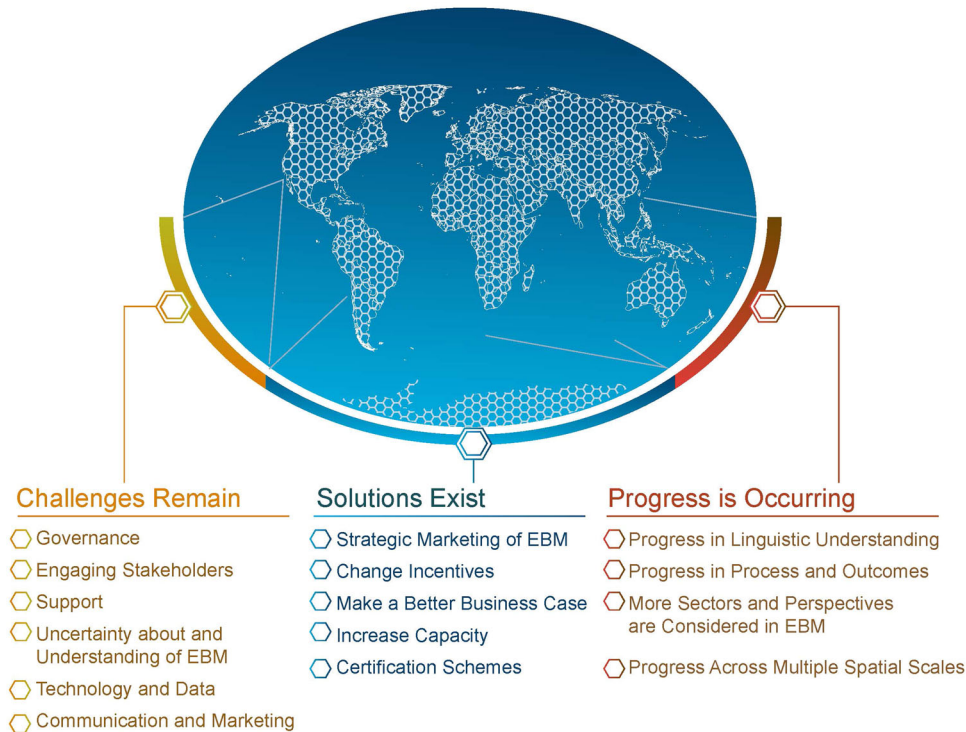 Challenges Remain
Governance
Engaging Stakeholders
Support
Uncertainty about and
Understanding of EBM
Technology and Data
Communication and Marketing
Solutions Exist
Strategic Marketing of EBM
Change Incentives
Make a Better Business Case
Increase Capacity
Certification Schemes
Progress is Occurring
Progress in Linguistic Understanding
Progress in Process and Outcomes
More Sectors and Perspectives
are Considered in EBM
Progress Across Multiple Spatial Scales